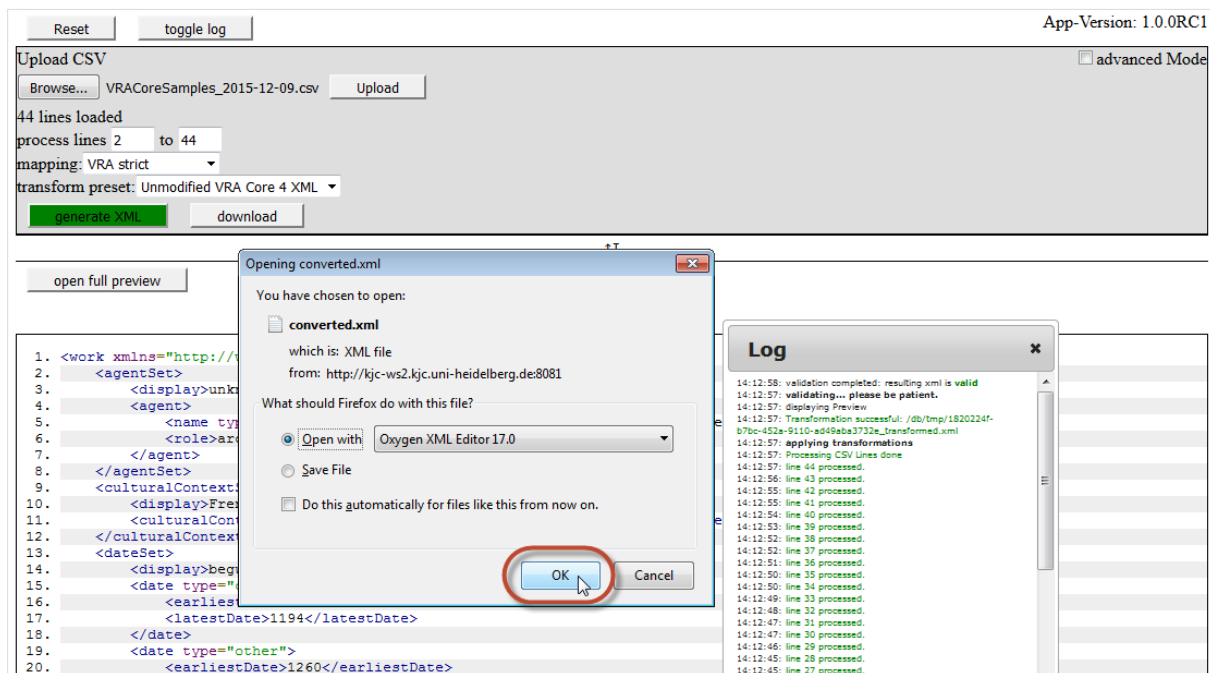 Reset toggle log App-Version: 1.0.0RC1
Upload CSV advanced Mode
Browse... VRACoreSamples_2015-12-09.csv Upload
44 lines loaded
process lines 2 to 44
mapping: VRA strict
transform preset: Unmodified VRA Core 4 XML
generate XML download
open full preview
Opening converted.xml
You have chosen to open:
converted.xml
which is: XML file
from: http://kjc-ws2.kjc.uni-heidelberg.de:8081
What should Firefox do with this file?
Open with Oxygen XML Editor 17.0
Save File
Do this automatically for files like this from now on.
OK Cancel
1. <work xmlns="http://
2. <agentSet>
3. <display>
4. <agent>
5. <name
6. <role>
7. </agent>
8. </agentSet>
9.
10. <display>
11.
12.
13. <dateSet>
14. <display>
15. <date type="
16.
17. <latestDate>1194</latestDate>
18. </date>
19. <date type="other">
20. <earliestDate>1260</earliestDate>
Log
14:12:58: validation completed: resulting xml is valid
14:12:57: validating... please be patient.
14:12:57: displaying Preview
14:12:57: Transformation successful: /db/tmp/1820224f-
b7bc-452a-9110-ad49aba3732e_transformed.xml
14:12:57: applying transformations
14:12:57: Processing CSV Lines done
14:12:57: line 44 processed.
14:12:56: line 43 processed.
14:12:55: line 42 processed.
14:12:55: line 41 processed.
14:12:54: line 40 processed.
14:12:53: line 39 processed.
14:12:52: line 38 processed.
14:12:52: line 37 processed.
14:12:51: line 36 processed.
14:12:50: line 35 processed.
14:12:50: line 34 processed.
14:12:49: line 33 processed.
14:12:48: line 32 processed.
14:12:47: line 31 processed.
14:12:47: line 30 processed.
14:12:46: line 29 processed.
14:12:45: line 28 processed.
14:12:45: line 27 processed.